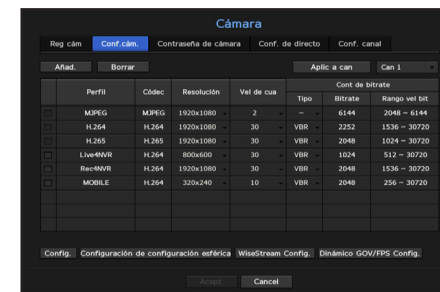 Cámara
Reg cám Conf.cám. Contraseña de cámara Conf. de directo Conf. canal
Añad. Borrar Aplic a can Can 1
Perfil Códec Resolución Vel de cua Cont de bitrate
Tipo Bitrate Rango vel bit
MJPEG MJPEG 1920x1080 2 - 6144 2048 ~ 6144
H.264 H.264 1920x1080 30 VBR 2252 1536 ~ 30720
H.265 H.265 1920x1080 30 VBR 2048 1024 ~ 30720
Live4NVR H.264 800x600 30 VBR 1024 512 ~ 30720
Rec4NVR H.264 1920x1080 30 VBR 2048 1536 ~ 30720
MOBILE H.264 320x240 10 VBR 2048 256 ~ 30720
Config. Configuración de configuración esférica WiseStream Config. Dinámico GOV/FPS Config.
Acept. Cancel